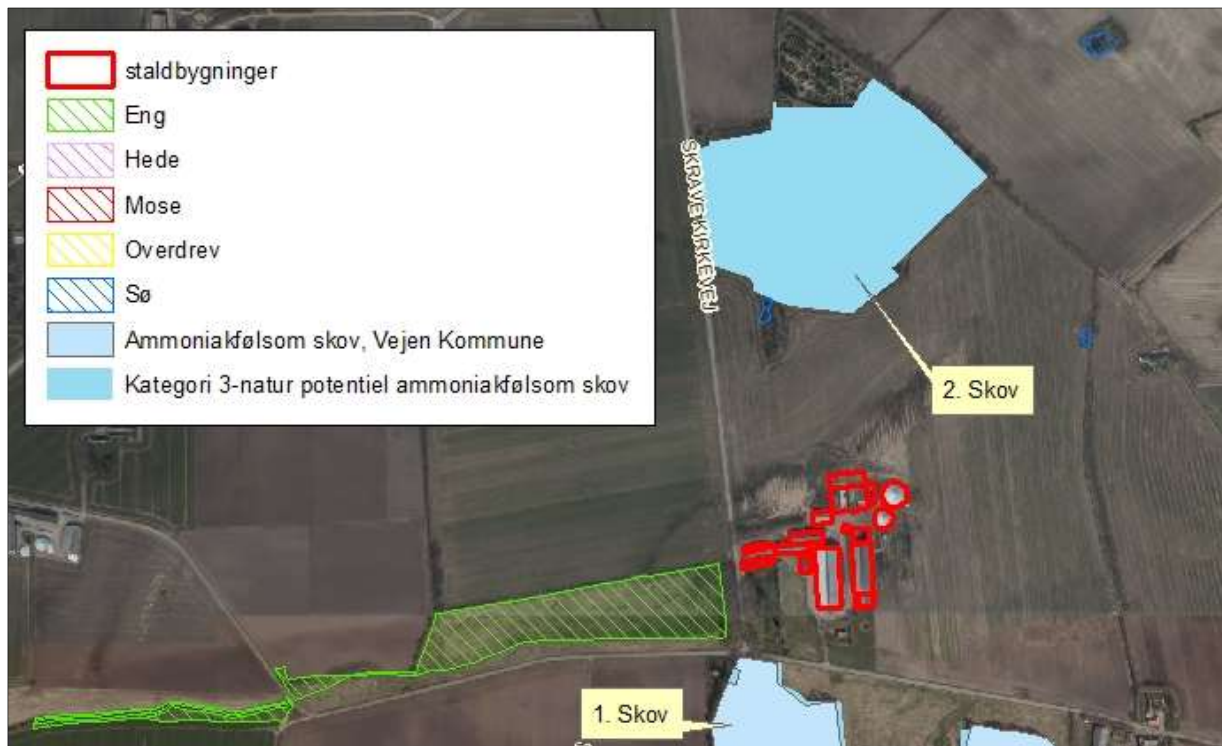 staldbygninger
Eng
Hede
Mose
Overdrev
Sø
Ammoniakfølsom skov, Vejen Kommune
Kategori 3-natur potentiel ammoniakfølsom skov
SKRAVE KIRKEVEJ
2. Skov
1. Skov